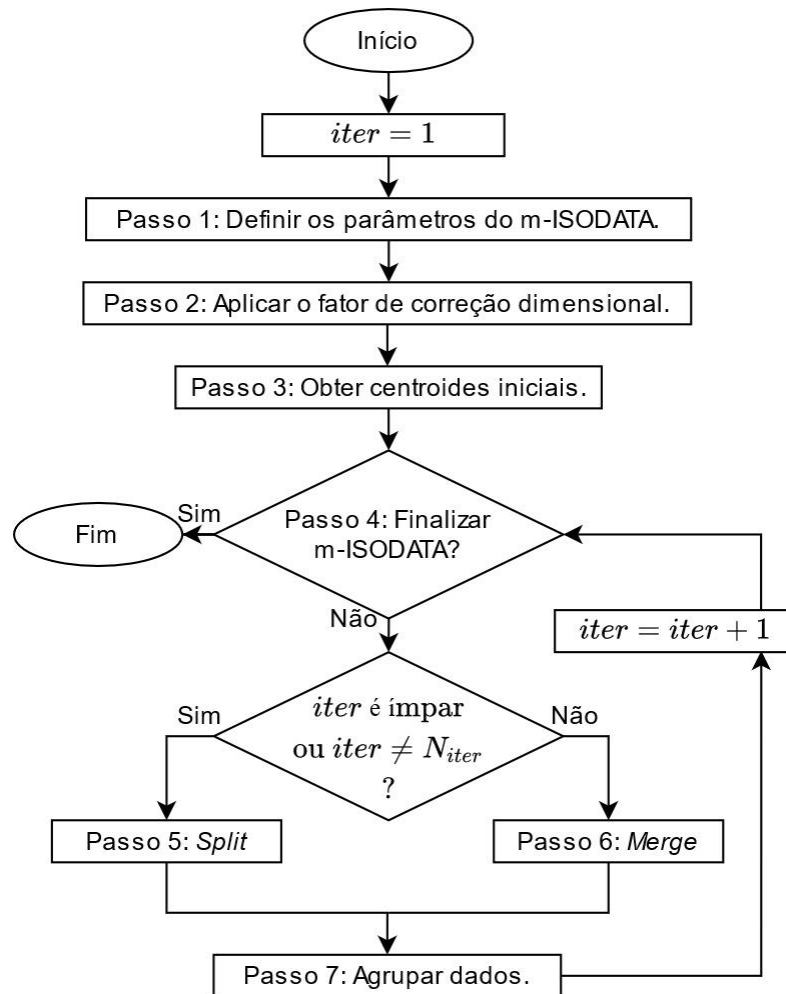 Início
iter = 1
Passo 1: Definir os parâmetros do m-ISODATA.
Passo 2: Aplicar o fator de correção dimensional.
Passo 3: Obter centroides iniciais.
Sim
Fim
Passo 4: Finalizar
m-ISODATA?
Não
iter = iter + 1
Sim
iter é ímpar
ou iter ≠ N_{iter}
?
Não
Passo 5: Split
Passo 6: Merge
Passo 7: Agrupar dados.